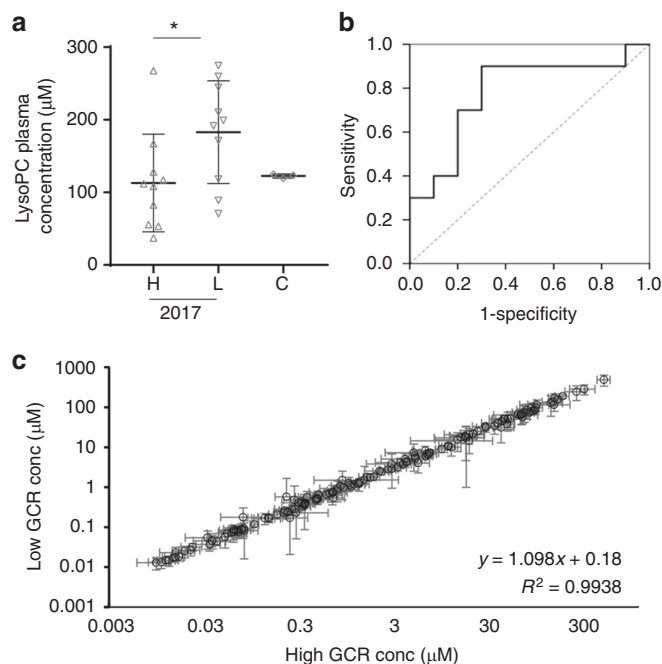 a
*
LysoPC plasma
concentration (μM)
300
200
100
0
H L C
2017
b
Sensitivity
1.0
0.8
0.6
0.4
0.2
0.0
0.0 0.2 0.4 0.6 0.8 1.0
1-specificity
c
Low GCR conc (μM)
1000
100
10
1
0.1
0.01
0.001
0.003 0.03 0.3 3 30 300
High GCR conc (μM)
y = 1.098x + 0.18
R² = 0.9938